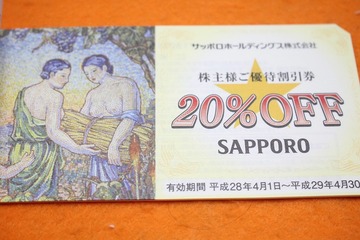 サッポロホールディングス株式会社
株主様ご優待割引券
20%OFF
SAPPORO
有効期間 平成28年4月1日〜平成29年4月30